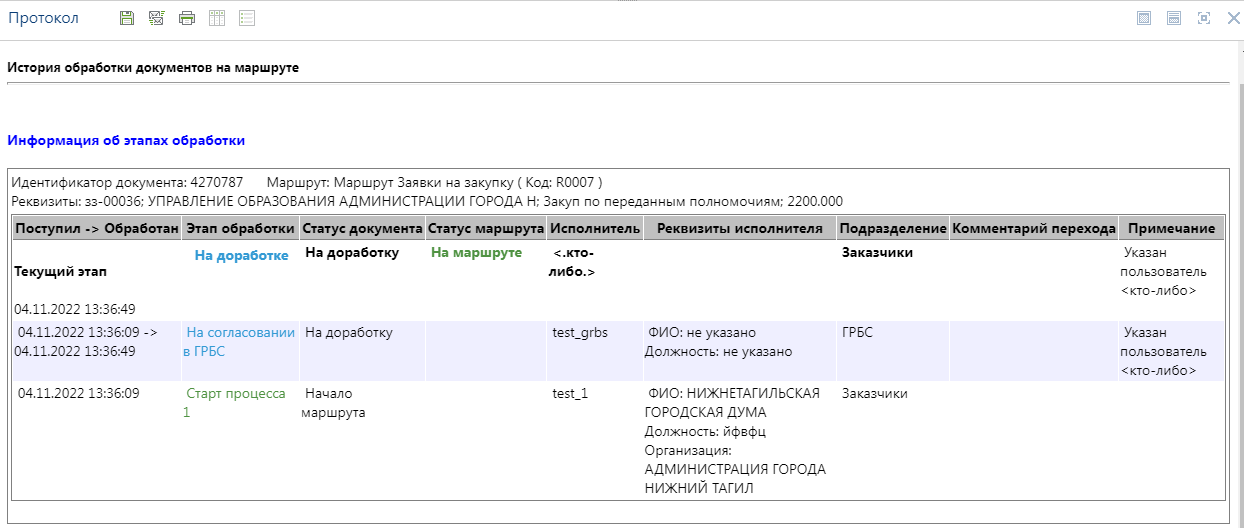 Протокол
История обработки документов на маршруте
Информация об этапах обработки
Идентификатор документа: 4270787 Маршрут: Маршрут Заявки на закупку ( Код: R0007 )
Реквизиты: зз-00036; УПРАВЛЕНИЕ ОБРАЗОВАНИЯ АДМИНИСТРАЦИИ ГОРОДА Н; Закуп по переданным полномочиям; 2200.000
Поступил -> Обработан Этап обработки Статус документа Статус маршрута Исполнитель Реквизиты исполнителя Подразделение Комментарий перехода Примечание
На доработке На доработку На маршруте <.кто- Заказчики Указан
Текущий этап либо.> пользователь
<кто-либо>
04.11.2022 13:36:49
04.11.2022 13:36:09 -> На согласовании На доработку test_grbs ФИО: не указано ГРБС Указан
04.11.2022 13:36:49 в ГРБС Должность: не указано пользователь
<кто-либо>
04.11.2022 13:36:09 Старт процесса Начало test_1 ФИО: НИЖНЕТАГИЛЬСКАЯ Заказчики
1 маршрута ГОРОДСКАЯ ДУМА
Должность: йфвфц
Организация:
АДМИНИСТРАЦИЯ ГОРОДА
НИЖНИЙ ТАГИЛ